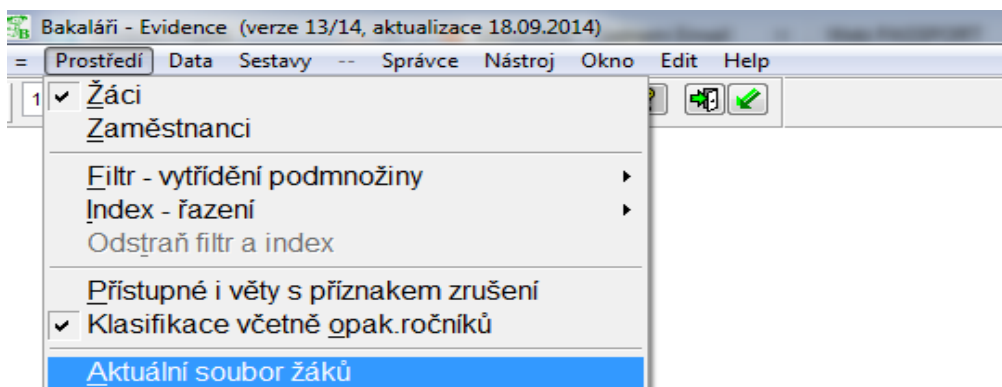 Bakaláři - Evidence (verze 13/14, aktualizace 18.09.2014)
= Prostředí Data Sestavy -- Správce Nástroj Okno Edit Help
1
Žáci
Zaměstnanci
Filtr - vytřídění podmnožiny
Index - řazení
Odstraň filtr a index
Přístupné i věty s příznakem zrušení
Klasifikace včetně opak.ročníků
Aktuální soubor žáků